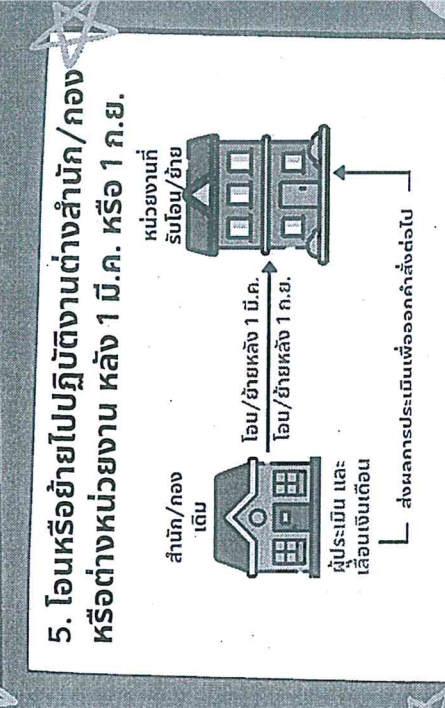 5. โอนหรือย้ายไปปฏิบัติงานต่างสำนัก/กอง
หรือต่างหน่วยงาน หลัง 1 มี.ค. หรือ 1 ก.ย.
สำนัก/กอง
เดิม
หน่วยงานที่
รับโอน/ย้าย
โอน/ย้ายหลัง 1 มี.ค.
โอน/ย้ายหลัง 1 ก.ย.
ผู้ประเมิน และ
เลื่อนเงินเดือน
ส่งผลการประเมินเพื่อออกคำสั่งต่อไป